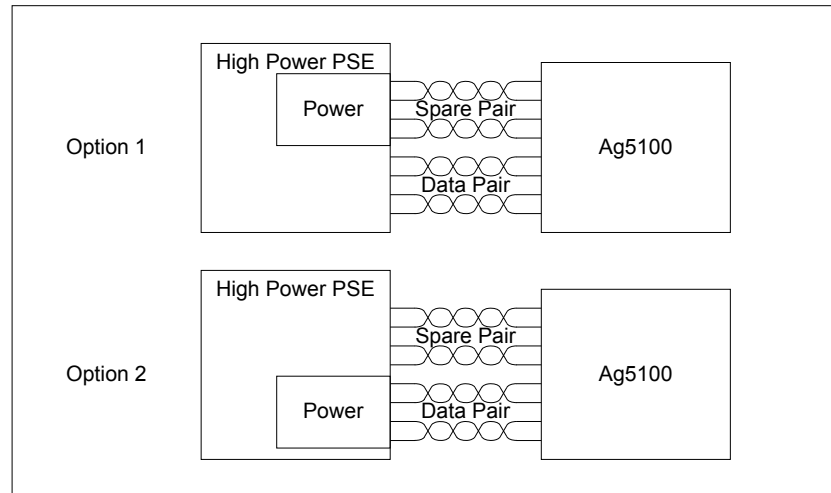 High Power PSE
Power
Spare Pair
Option 1
Ag5100
Data Pair
High Power PSE
Spare Pair
Option 2
Ag5100
Power
Data Pair